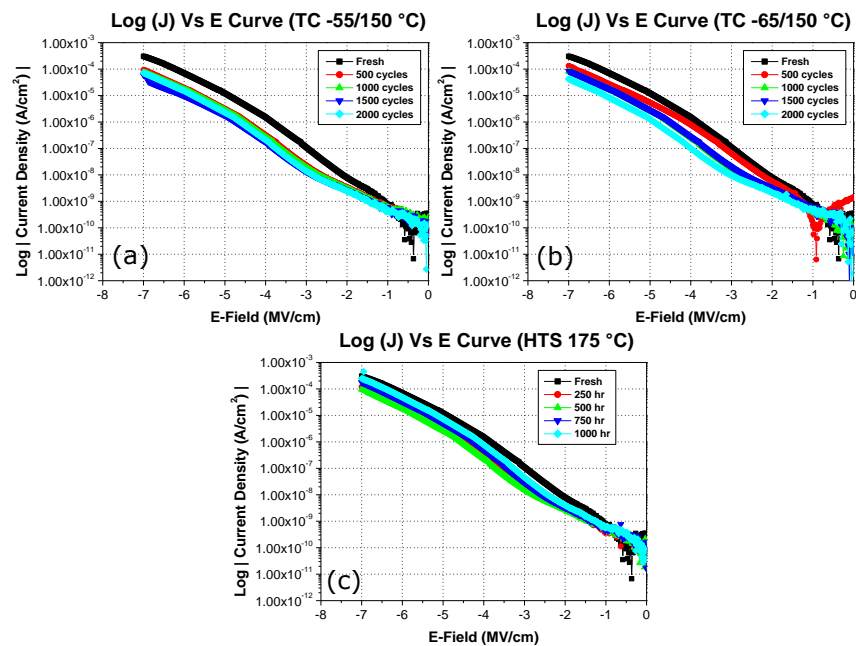 Log (J) Vs E Curve (TC -55/150 °C)
Log | Current Density (A/cm²) |
1.00x10⁻³
1.00x10⁻⁴
1.00x10⁻⁵
1.00x10⁻⁶
1.00x10⁻⁷
1.00x10⁻⁸
1.00x10⁻⁹
1.00x10⁻¹⁰
1.00x10⁻¹¹
1.00x10⁻¹²
Fresh
500 cycles
1000 cycles
1500 cycles
2000 cycles
(a)
-8 -7 -6 -5 -4 -3 -2 -1 0
E-Field (MV/cm)
Log (J) Vs E Curve (TC -65/150 °C)
Log | Current Density (A/cm²) |
1.00x10⁻³
1.00x10⁻⁴
1.00x10⁻⁵
1.00x10⁻⁶
1.00x10⁻⁷
1.00x10⁻⁸
1.00x10⁻⁹
1.00x10⁻¹⁰
1.00x10⁻¹¹
1.00x10⁻¹²
Fresh
500 cycles
1000 cycles
1500 cycles
2000 cycles
(b)
-8 -7 -6 -5 -4 -3 -2 -1 0
E-Field (MV/cm)
Log (J) Vs E Curve (HTS 175 °C)
Log | Current Density (A/cm²) |
1.00x10⁻³
1.00x10⁻⁴
1.00x10⁻⁵
1.00x10⁻⁶
1.00x10⁻⁷
1.00x10⁻⁸
1.00x10⁻⁹
1.00x10⁻¹⁰
1.00x10⁻¹¹
1.00x10⁻¹²
Fresh
250 hr
500 hr
750 hr
1000 hr
(c)
-8 -7 -6 -5 -4 -3 -2 -1 0
E-Field (MV/cm)